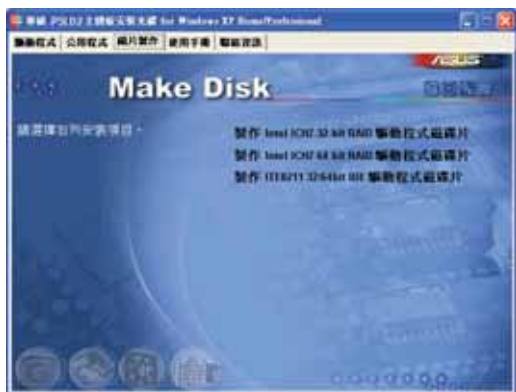 華碩 P5LD2 主機板安裝光碟 for Windows XP Home/Professional
驅動程式 公用程式 磁片製作 使用手冊 聯絡資訊
ASUS
Make Disk
請選擇右列安裝項目。
製作 Intel ICH7 32 bit RAID 驅動程式磁碟片
製作 Intel ICH7 64 bit RAID 驅動程式磁碟片
製作 ITE8211 32/64bit IDE 驅動程式磁碟片